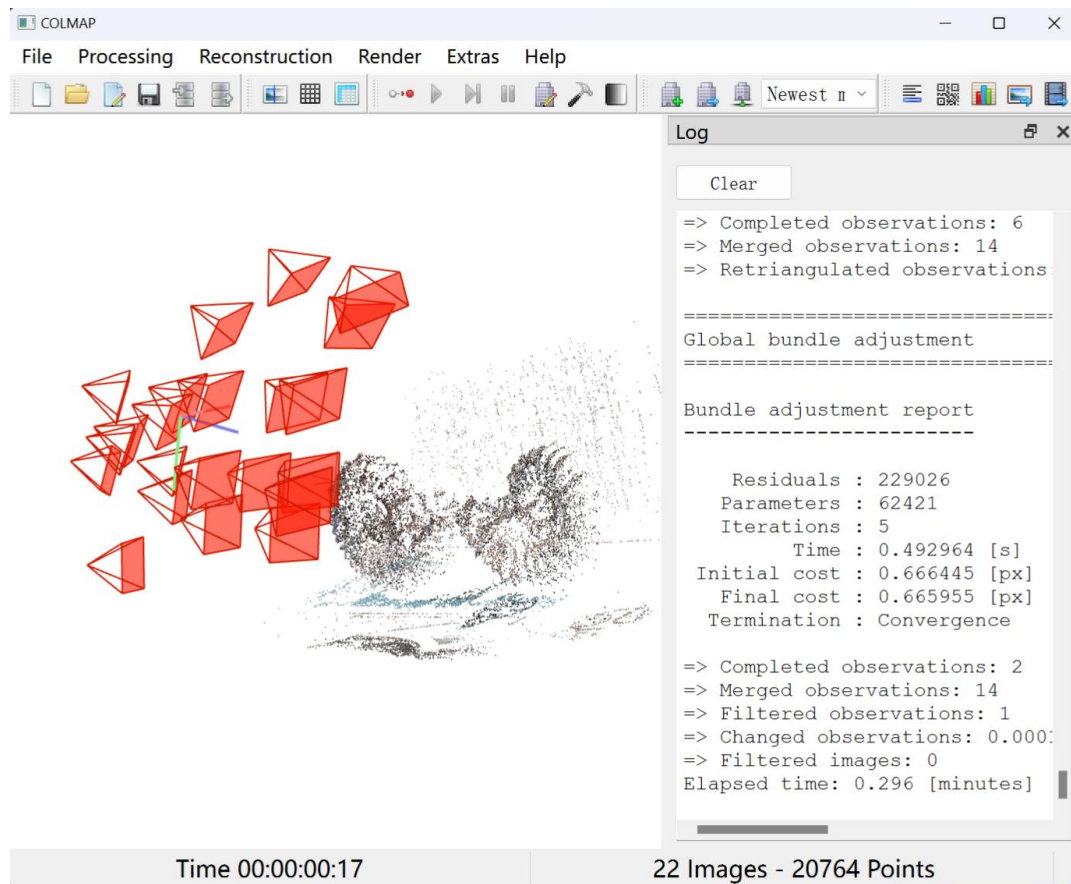 COLMAP
File Processing Reconstruction Render Extras Help
Newest m
Log
Clear
=> Completed observations: 6
=> Merged observations: 14
=> Retriangulated observations
==============================
Global bundle adjustment
==============================
Bundle adjustment report
------------------------
Residuals : 229026
Parameters : 62421
Iterations : 5
Time : 0.492964 [s]
Initial cost : 0.666445 [px]
Final cost : 0.665955 [px]
Termination : Convergence
=> Completed observations: 2
=> Merged observations: 14
=> Filtered observations: 1
=> Changed observations: 0.000
=> Filtered images: 0
Elapsed time: 0.296 [minutes]
Time 00:00:00:17
22 Images - 20764 Points